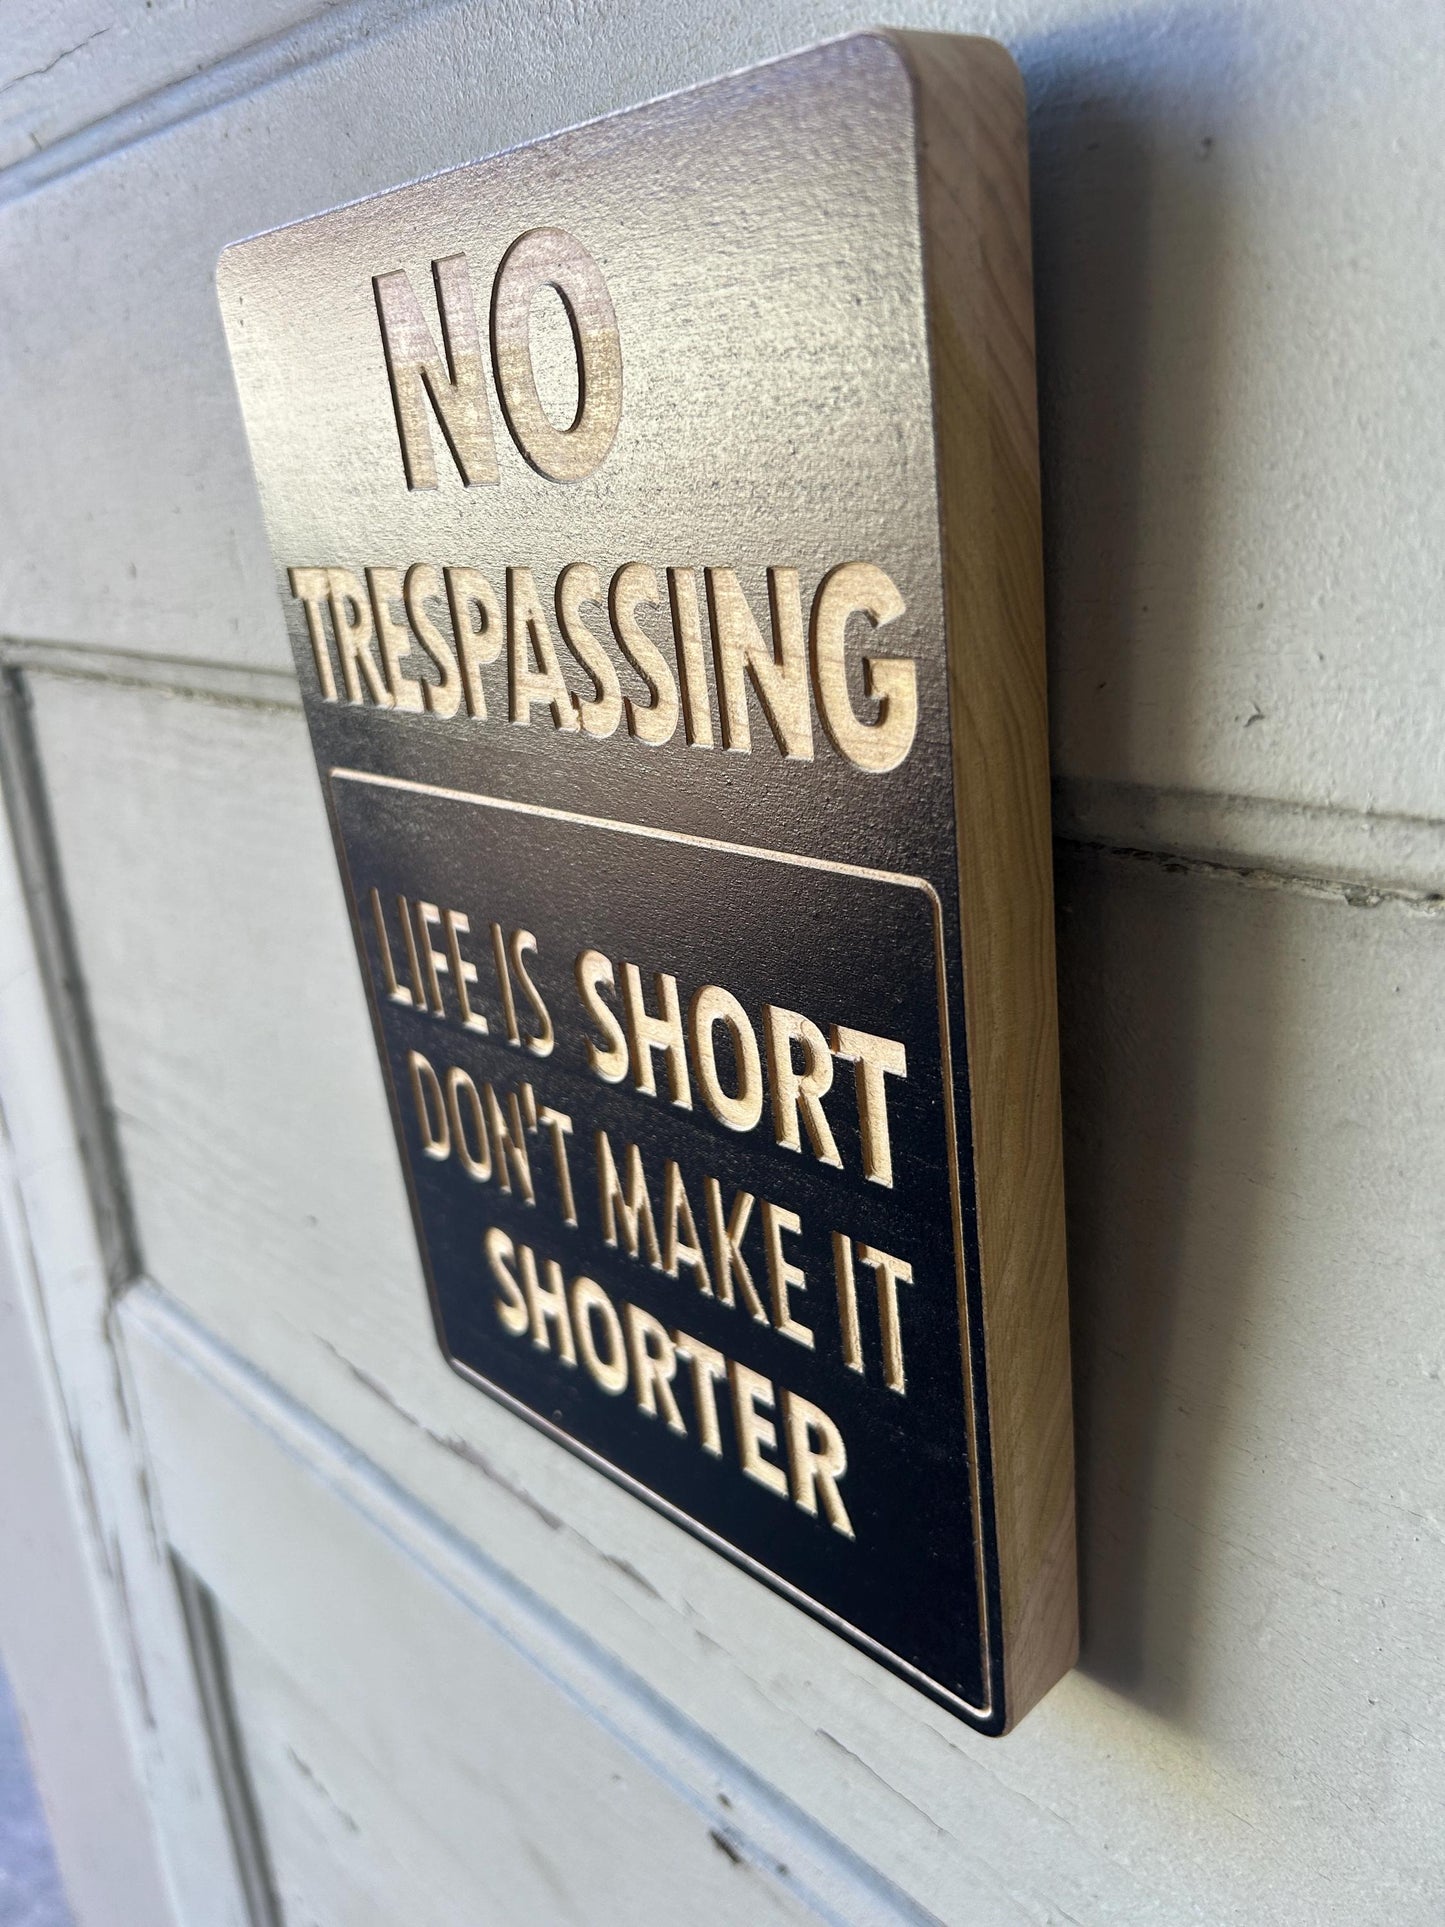 NO
TRESPASSING
LIFE IS SHORT
DON'T MAKE IT
SHORTER